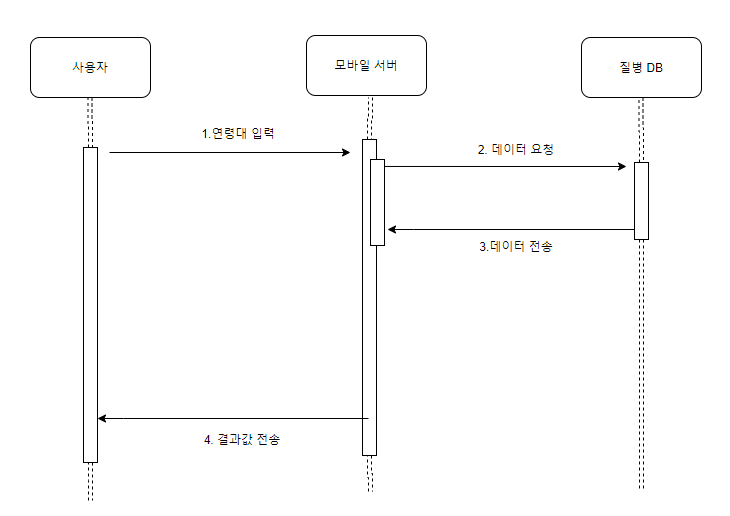 사용자
모바일 서버
질병 DB
1.연령대 입력
2. 데이터 요청
3.데이터 전송
4. 결과값 전송